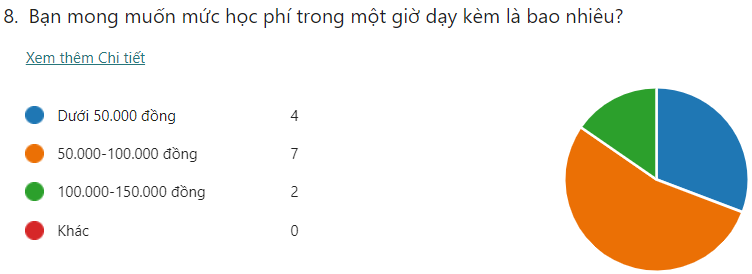 8. Bạn mong muốn mức học phí trong một giờ dạy kèm là bao nhiêu?
Xem thêm Chi tiết
Dưới 50.000 đồng 4
50.000-100.000 đồng 7
100.000-150.000 đồng 2
Khác 0